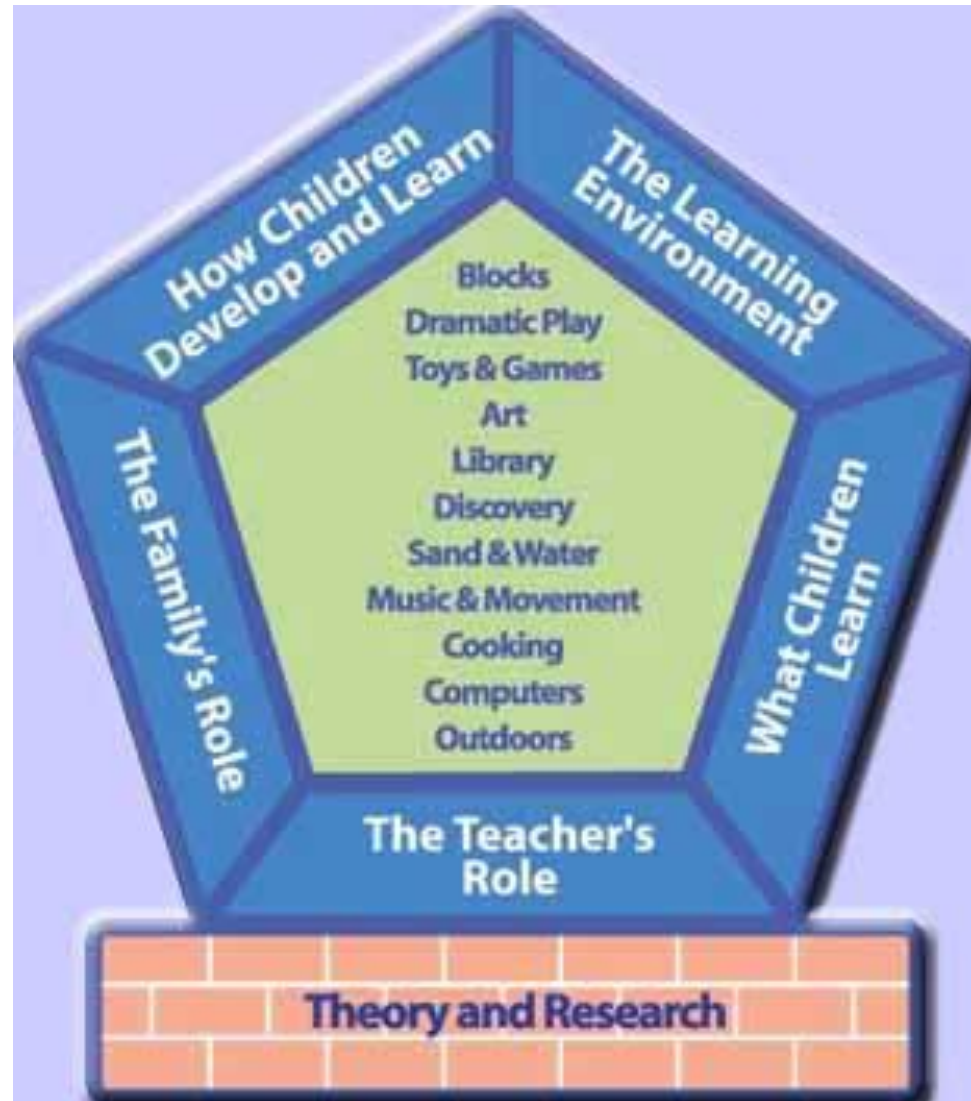 How Children
Develop and Learn
The Learning
Environment
Blocks
Dramatic Play
Toys & Games
Art
Library
Discovery
Sand & Water
Music & Movement
Cooking
Computers
Outdoors
The Family's Role
What Children
Learn
The Teacher's
Role
Theory and Research